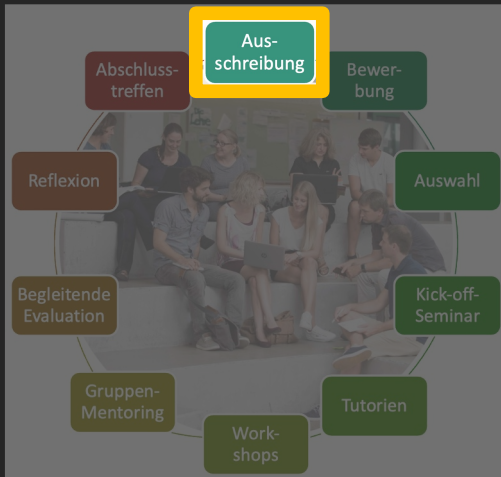 Aus-
schreibung
Bewer-
bung
Auswahl
Kick-off-
Seminar
Tutorien
Work-
shops
Gruppen-
Mentoring
Begleitende
Evaluation
Reflexion
Abschluss-
treffen